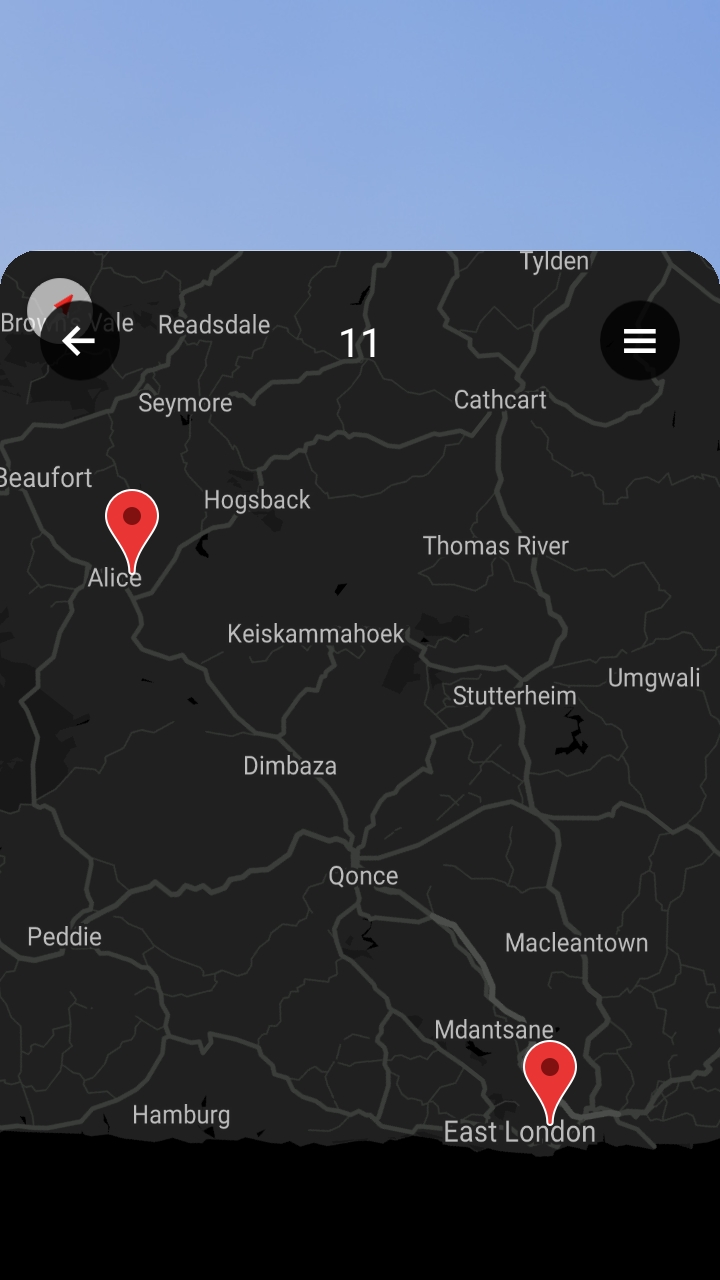 Tylden
Readsdale
11
Seymore
Cathcart
Beaufort
Hogsback
Thomas River
Alice
Keiskammahoek
Umgwali
Stutterheim
Dimbaza
Qonce
Peddie
Macleantown
Mdantsane
Hamburg
East London